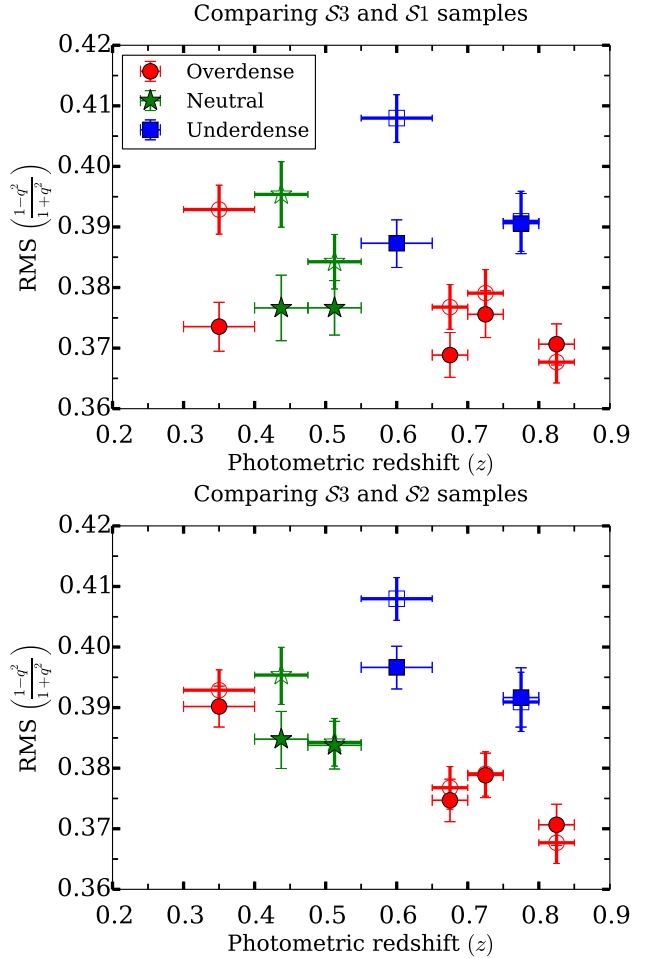 Comparing 𝒮3 and 𝒮1 samples
0.42
0.41
0.40
0.39
0.38
0.37
0.36
RMS (1−q²/1+q²)
Overdense
Neutral
Underdense
0.2 0.3 0.4 0.5 0.6 0.7 0.8 0.9
Photometric redshift (z)
Comparing 𝒮3 and 𝒮2 samples
0.42
0.41
0.40
0.39
0.38
0.37
0.36
RMS (1−q²/1+q²)
0.2 0.3 0.4 0.5 0.6 0.7 0.8 0.9
Photometric redshift (z)